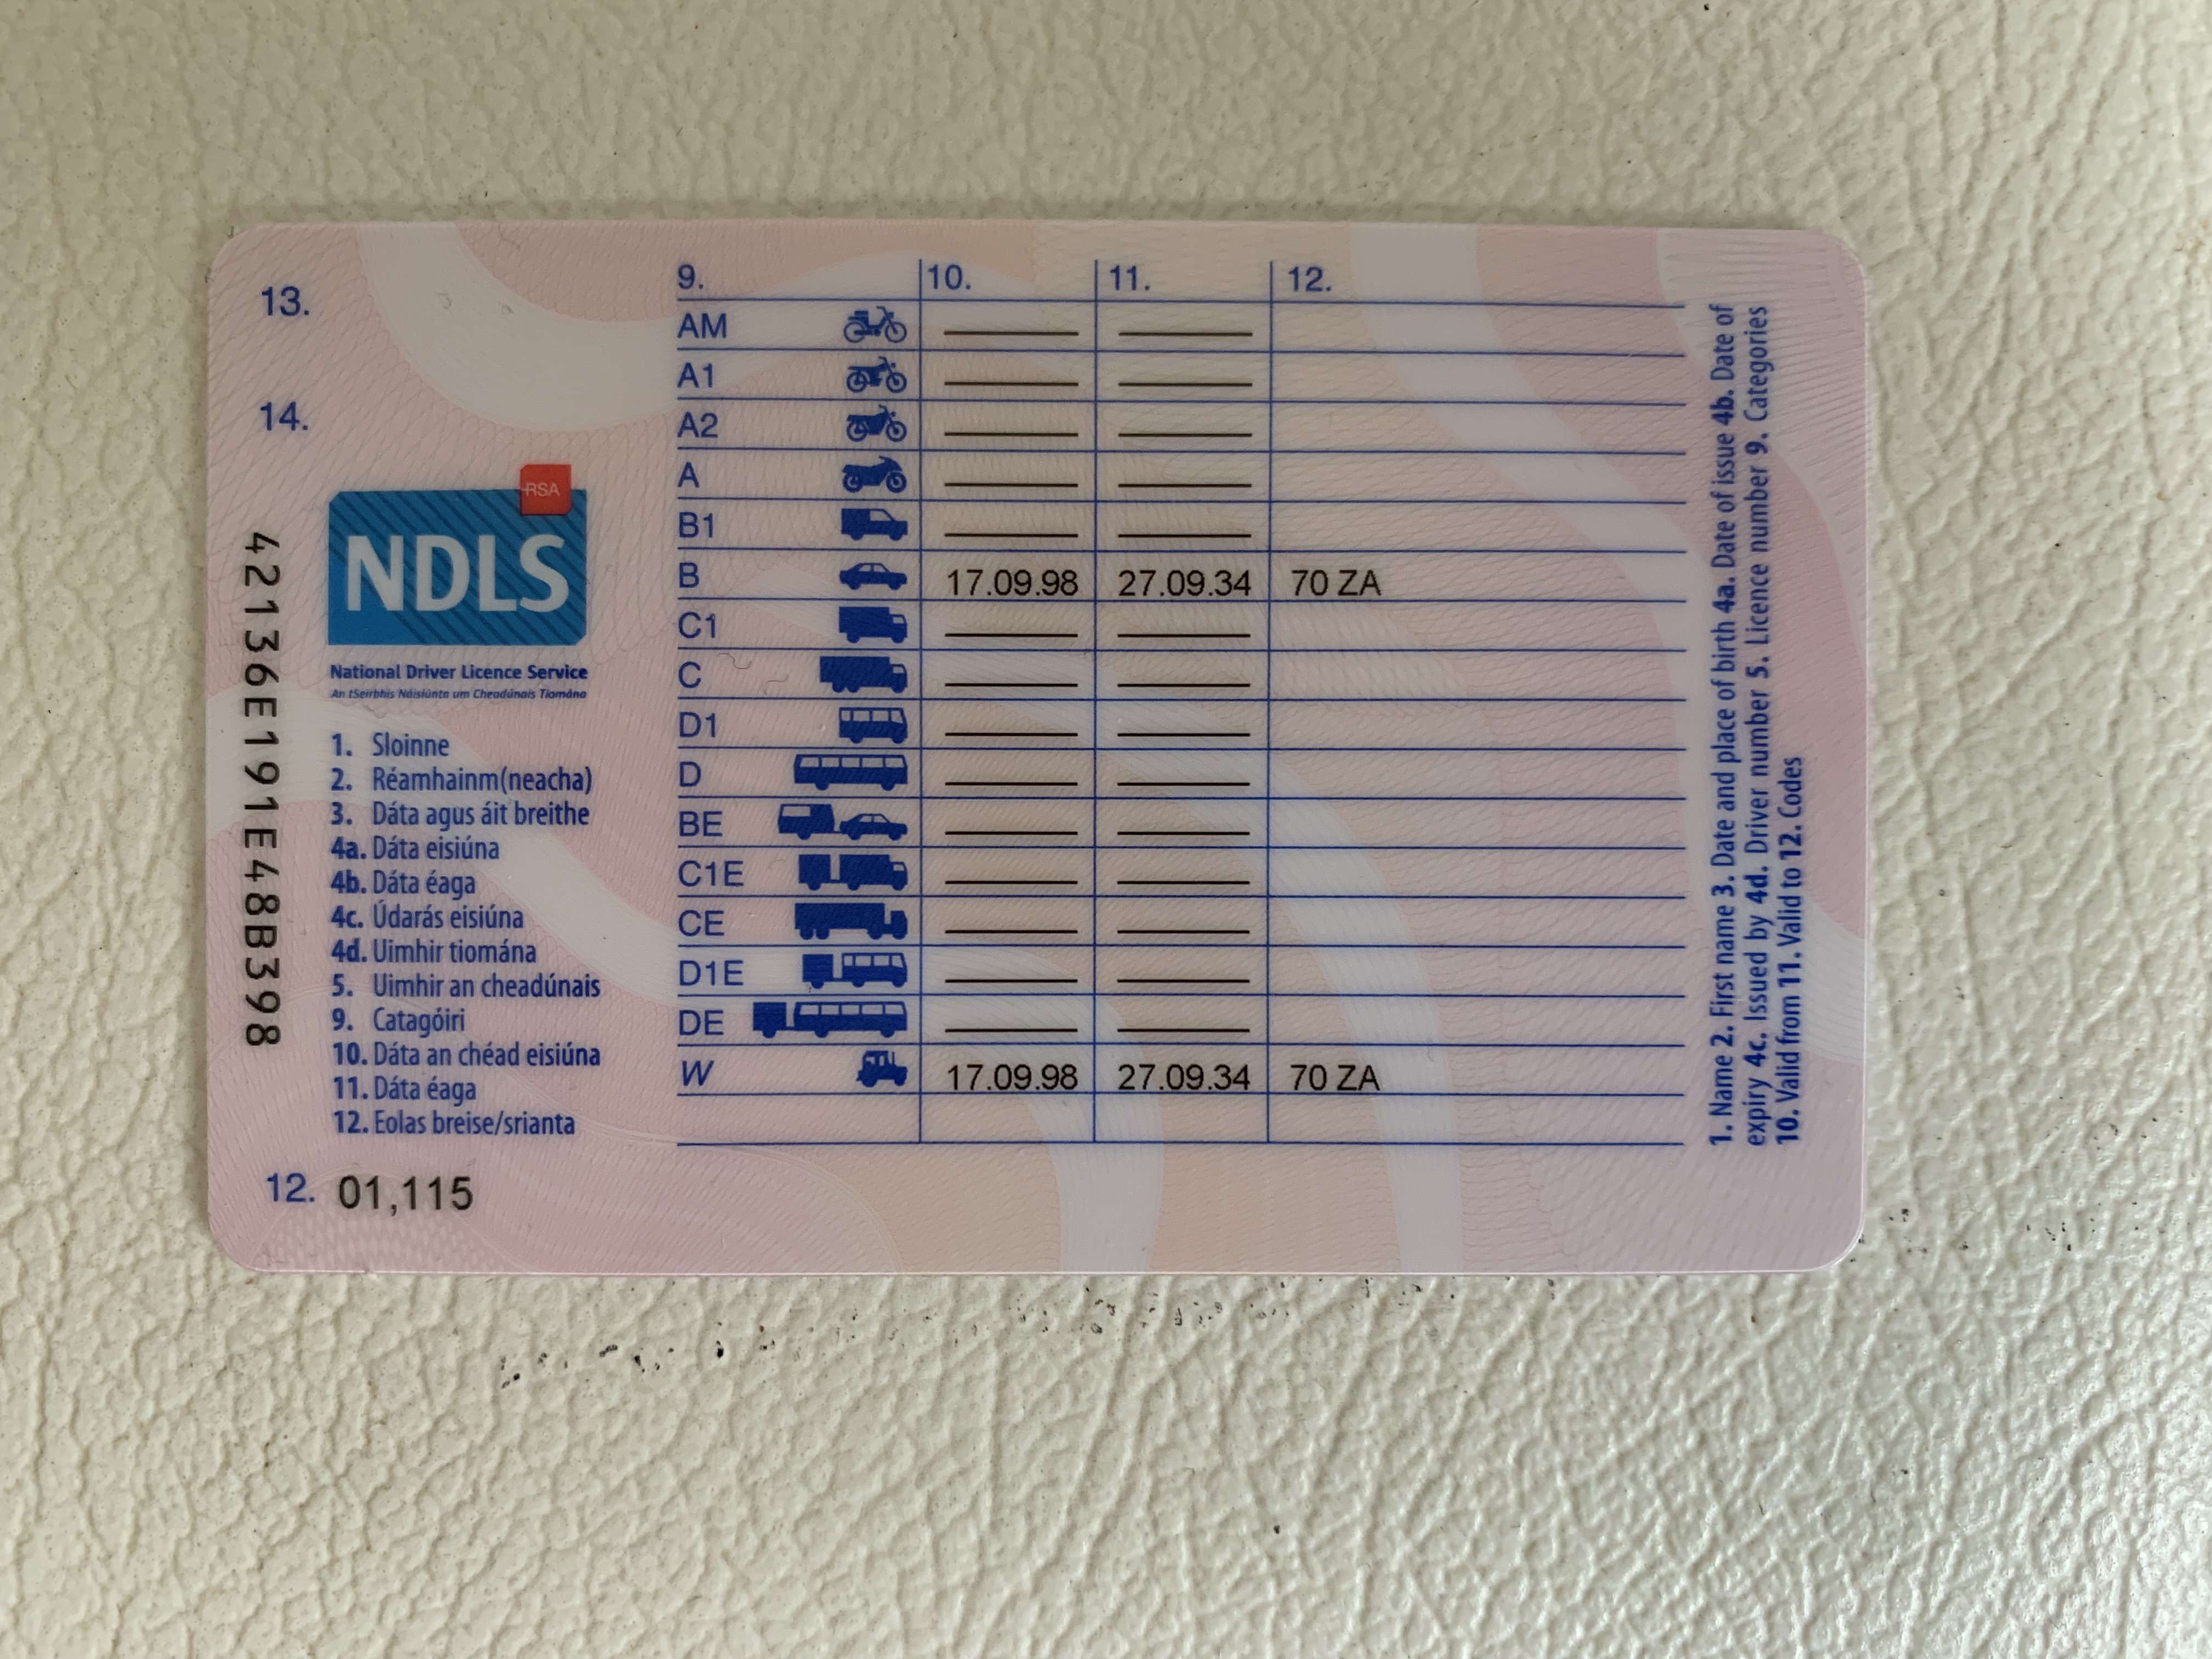 13.
14.
42136E191E48B398
12. 01,115
RSA
NDLS
National Driver Licence Service
An tSeirbhís Náisiúnta um Cheadúnais Tiomána
1. Sloinne
2. Réamhainm(neacha)
3. Dáta agus áit breithe
4a. Dáta eisiúna
4b. Dáta éaga
4c. Údarás eisiúna
4d. Uimhir tiomána
5. Uimhir an cheadúnais
9. Catagóirí
10. Dáta an chéad eisiúna
11. Dáta éaga
12. Eolas breise/srianta
9. 10. 11. 12.
AM
A1
A2
A
B1
B 17.09.98 27.09.34 70 ZA
C1
C
D1
D
BE
C1E
CE
D1E
DE
W 17.09.98 27.09.34 70 ZA
1. Name 2. First name 3. Date and place of birth 4a. Date of issue 4b. Date of
expiry 4c. Issued by 4d. Driver number 5. Licence number 9. Categories
10. Valid from 11. Valid to 12. Codes